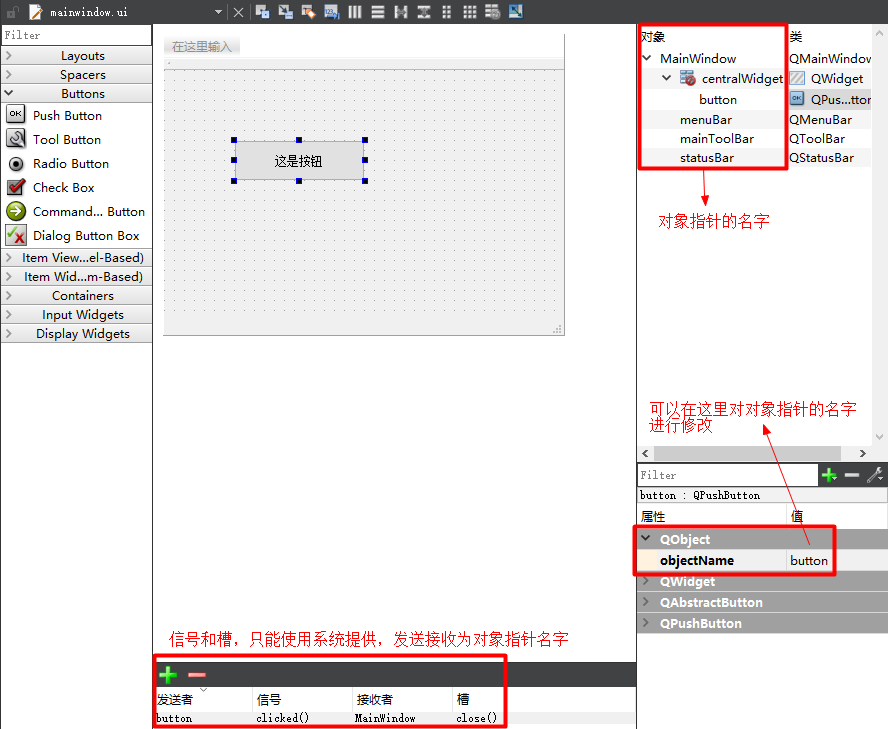 mainwindow.ui
Filter
Layouts
Spacers
Buttons
OK Push Button
Tool Button
Radio Button
Check Box
Command... Button
Dialog Button Box
Item View...el-Based)
Item Wid...m-Based)
Containers
Input Widgets
Display Widgets
在这里输入
这是按钮
对象 类
MainWindow QMainWindow
centralWidget QWidget
button OK QPus...tton
menuBar QMenuBar
mainToolBar QToolBar
statusBar QStatusBar
对象指针的名字
可以在这里对对象指针的名字
进行修改
Filter
button : QPushButton
属性 值
QObject
objectName button
QWidget
QAbstractButton
QPushButton
信号和槽，只能使用系统提供，发送接收为对象指针名字
发送者 信号 接收者 槽
button clicked() MainWindow close()